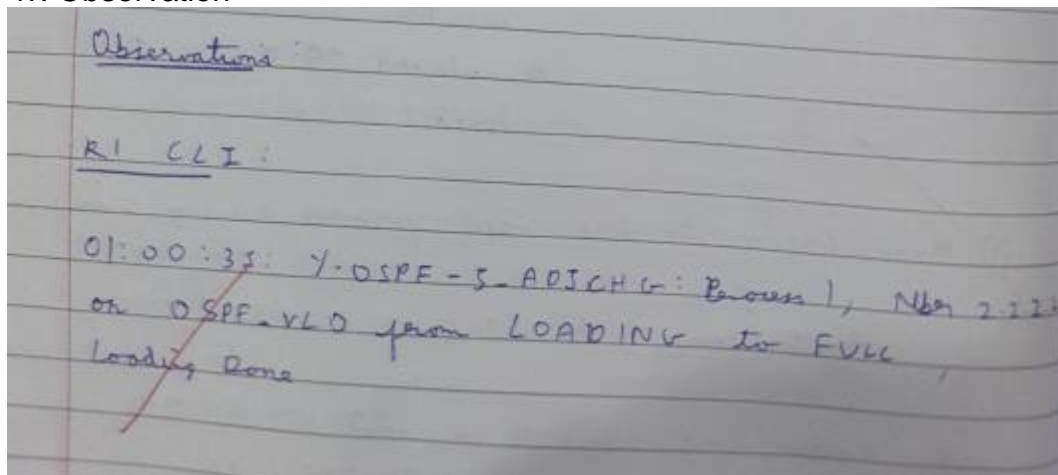 Observations:
R1 CLI:
01:00:35: %-OSPF-5-ADJCHG: Process 1, Nbr 2.2.2.
on OSPF_VL0 from LOADING to FULL,
Loading Done